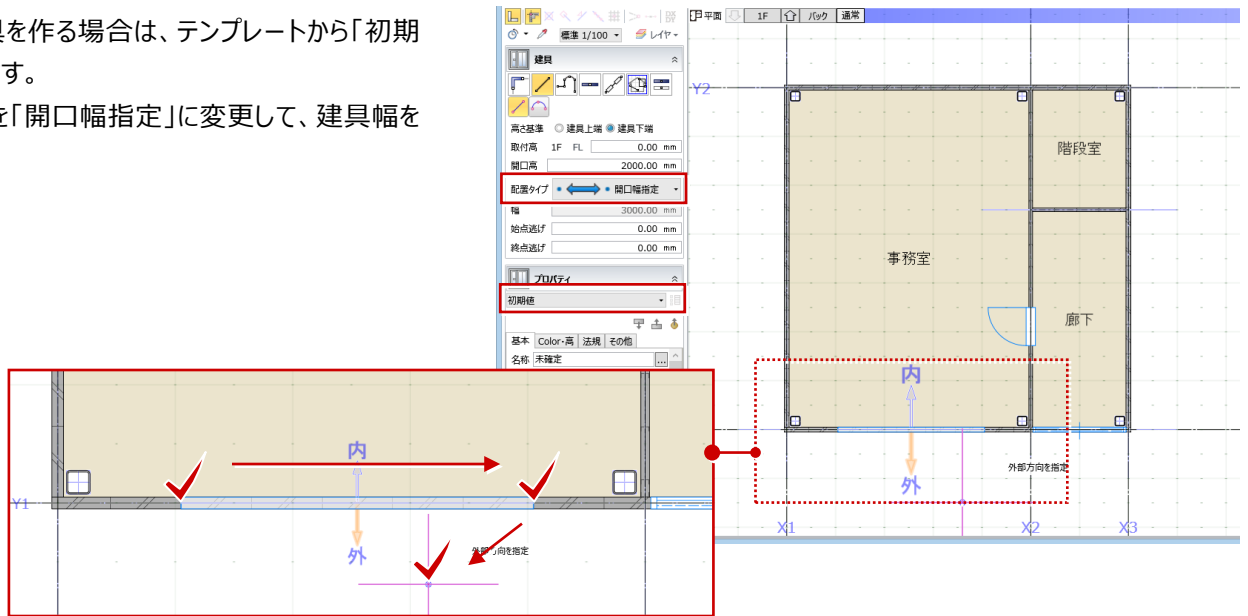 具を作る場合は、テンプレートから「初期
す。
を「開口幅指定」に変更して、建具幅を
標準 1/100
レイヤ
建具
高さ基準 建具上端 建具下端
取付高 1F FL 0.00 mm
開口高 2000.00 mm
配置タイプ 開口幅指定
幅 3000.00 mm
始点逃げ 0.00 mm
終点逃げ 0.00 mm
プロパティ
初期値
基本 Color・高 法規 その他
名称 未確定 ...
平面 1F バック 通常
Y2
階段室
事務室
廊下
内
外部方向を指定
外
X1 X2 X3
内
Y1
外部方向を指定
外